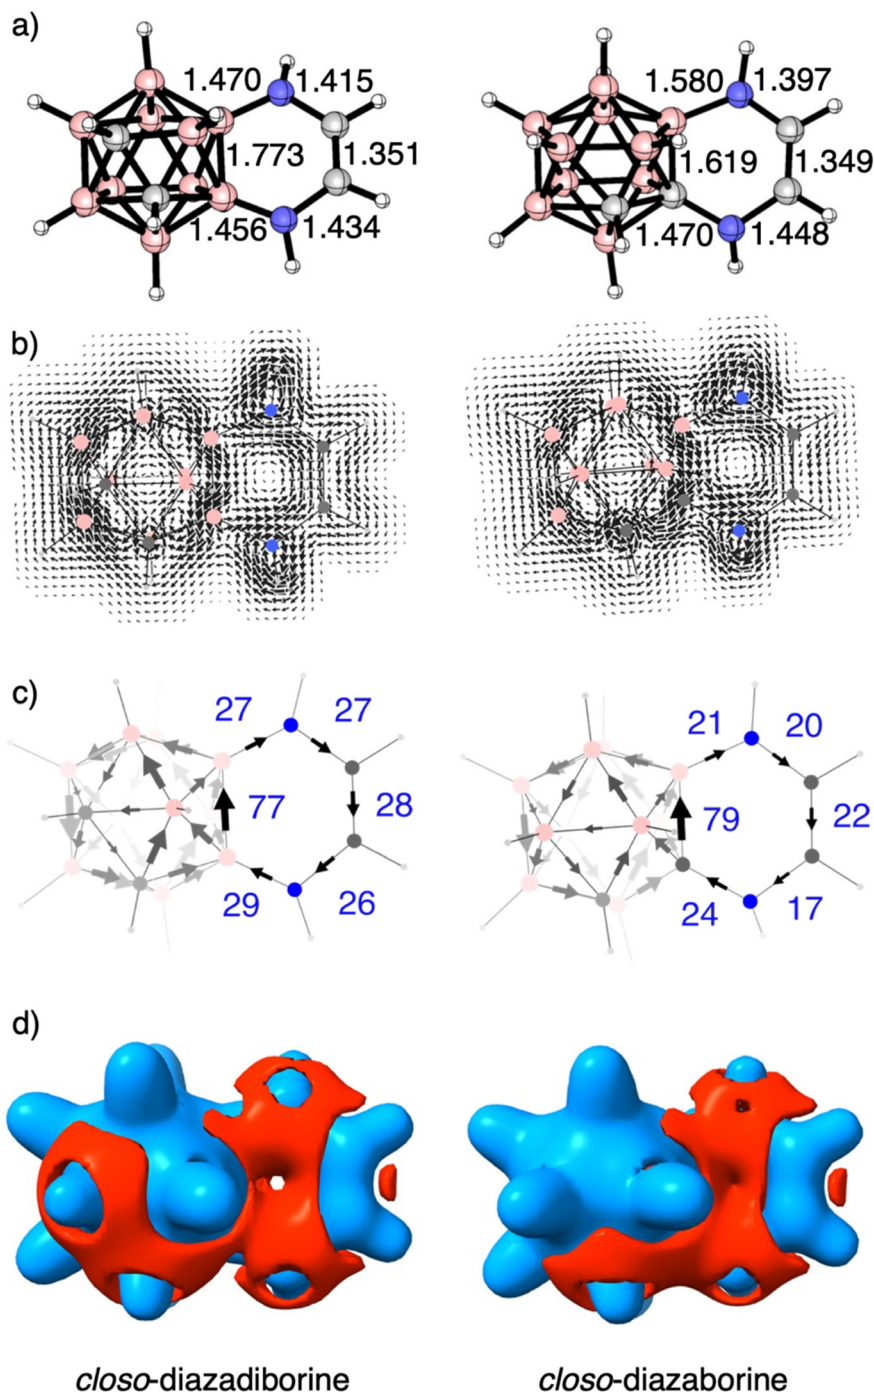 a)
1.470 1.415 1.580 1.397
1.773 1.351 1.619 1.349
1.456 1.434 1.470 1.448
b)
c)
27 27 21 20
77 28 79 22
29 26 24 17
d)
closo-diazadiborine closo-diazaborine